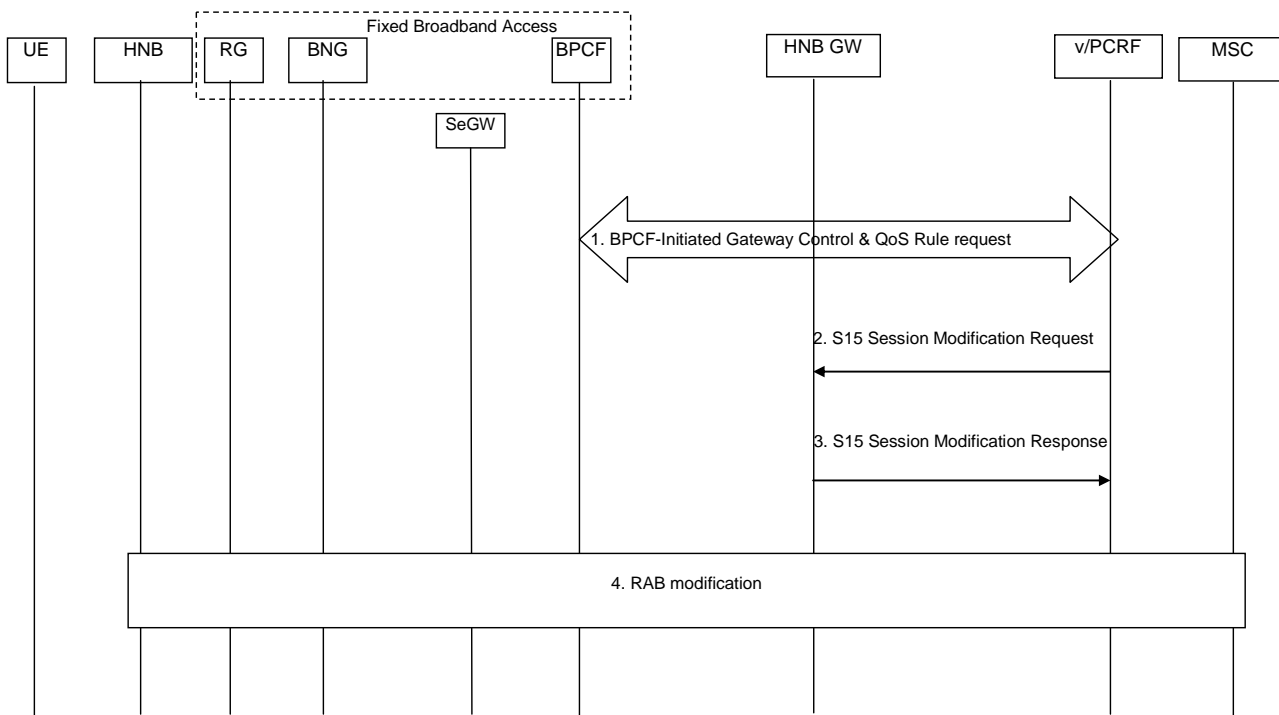 Fixed Broadband Access
UE
HNB
RG
BNG
BPCF
HNB GW
v/PCRF
MSC
SeGW
1. BPCF-Initiated Gateway Control & QoS Rule request
2. S15 Session Modification Request
3. S15 Session Modification Response
4. RAB modification